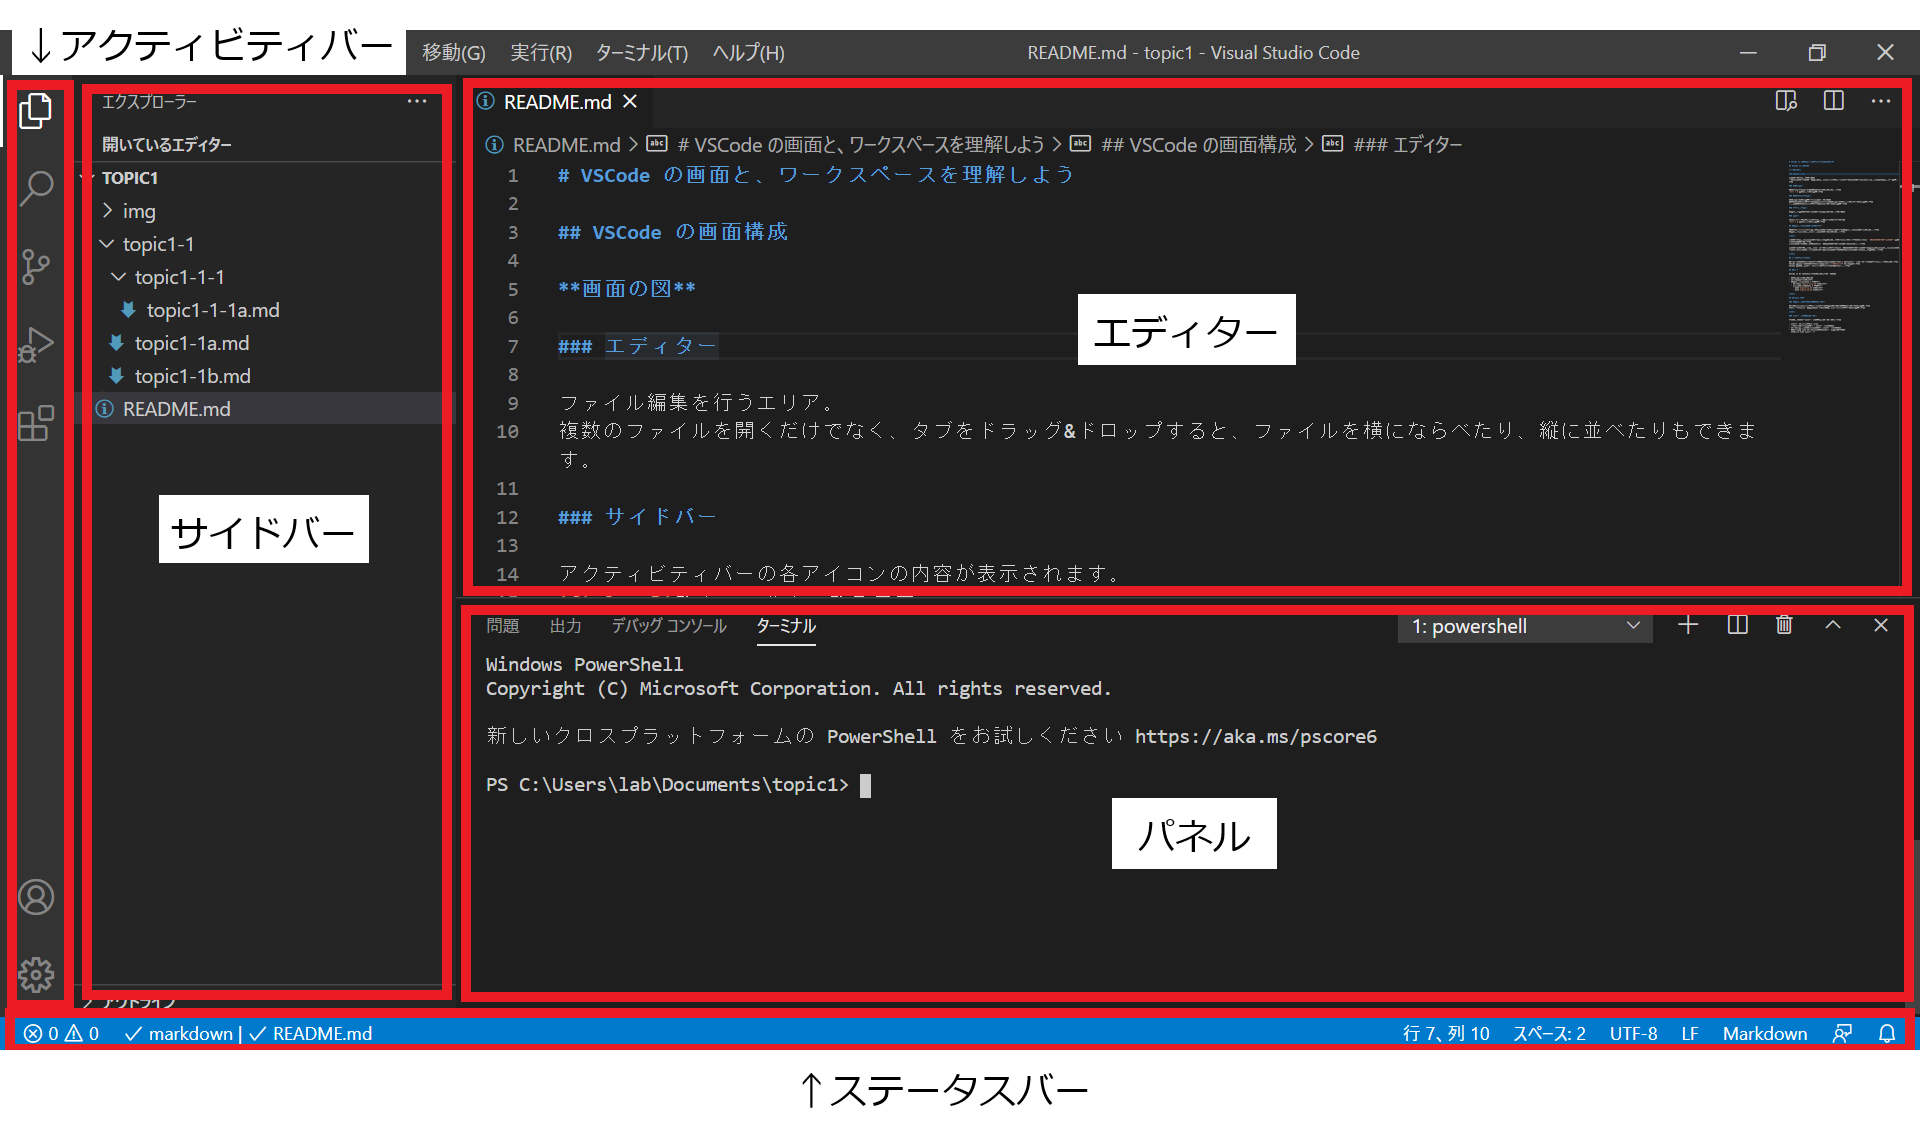 ↓アクティビティバー
移動(G) 実行(R) ターミナル(T) ヘルプ(H)
README.md - topic1 - Visual Studio Code
エクスプローラー
開いているエディター
TOPIC1
img
topic1-1
topic1-1-1
topic1-1-1a.md
topic1-1a.md
topic1-1b.md
README.md
サイドバー
アウトライン
README.md
README.md > # VSCode の画面と、ワークスペースを理解しよう > ## VSCode の画面構成 > ### エディター
1 # VSCode の画面と、ワークスペースを理解しよう
2
3 ## VSCode の画面構成
4
5 **画面の図**
6
7 ### エディター
8
9 ファイル編集を行うエリア。
10 複数のファイルを開くだけでなく、タブをドラッグ&ドロップすると、ファイルを横にならべたり、縦に並べたりもできま
す。
11
12 ### サイドバー
13
14 アクティビティバーの各アイコンの内容が表示されます。
エディター
問題 出力 デバッグ コンソール ターミナル
1: powershell
Windows PowerShell
Copyright (C) Microsoft Corporation. All rights reserved.
新しいクロスプラットフォームの PowerShell をお試しください https://aka.ms/pscore6
PS C:\Users\lab\Documents\topic1>
パネル
0 0 markdown | README.md
行 7、列 10 スペース: 2 UTF-8 LF Markdown
↑ステータスバー